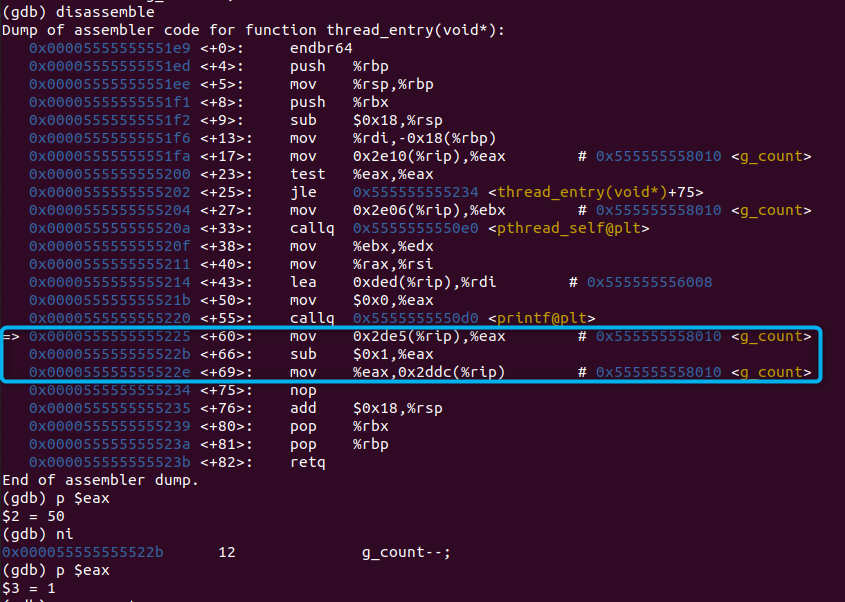 (gdb) disassemble
Dump of assembler code for function thread_entry(void*):
   0x00005555555551e9 <+0>:     endbr64
   0x00005555555551ed <+4>:     push   %rbp
   0x00005555555551ee <+5>:     mov    %rsp,%rbp
   0x00005555555551f1 <+8>:     push   %rbx
   0x00005555555551f2 <+9>:     sub    $0x18,%rsp
   0x00005555555551f6 <+13>:    mov    %rdi,-0x18(%rbp)
   0x00005555555551fa <+17>:    mov    0x2e10(%rip),%eax        # 0x555555558010 <g_count>
   0x0000555555555200 <+23>:    test   %eax,%eax
   0x0000555555555202 <+25>:    jle    0x555555555234 <thread_entry(void*)+75>
   0x0000555555555204 <+27>:    mov    0x2e06(%rip),%ebx        # 0x555555558010 <g_count>
   0x000055555555520a <+33>:    callq  0x5555555550e0 <pthread_self@plt>
   0x000055555555520f <+38>:    mov    %ebx,%edx
   0x0000555555555211 <+40>:    mov    %rax,%rsi
   0x0000555555555214 <+43>:    lea    0xded(%rip),%rdi        # 0x555555556008
   0x000055555555521b <+50>:    mov    $0x0,%eax
   0x0000555555555220 <+55>:    callq  0x5555555550d0 <printf@plt>
=> 0x0000555555555225 <+60>:    mov    0x2de5(%rip),%eax        # 0x555555558010 <g_count>
   0x000055555555522b <+66>:    sub    $0x1,%eax
   0x000055555555522e <+69>:    mov    %eax,0x2ddc(%rip)        # 0x555555558010 <g_count>
   0x0000555555555234 <+75>:    nop
   0x0000555555555235 <+76>:    add    $0x18,%rsp
   0x0000555555555239 <+80>:    pop    %rbx
   0x000055555555523a <+81>:    pop    %rbp
   0x000055555555523b <+82>:    retq
End of assembler dump.
(gdb) p $eax
$2 = 50
(gdb) ni
0x000055555555522b      12              g_count--;
(gdb) p $eax
$3 = 1